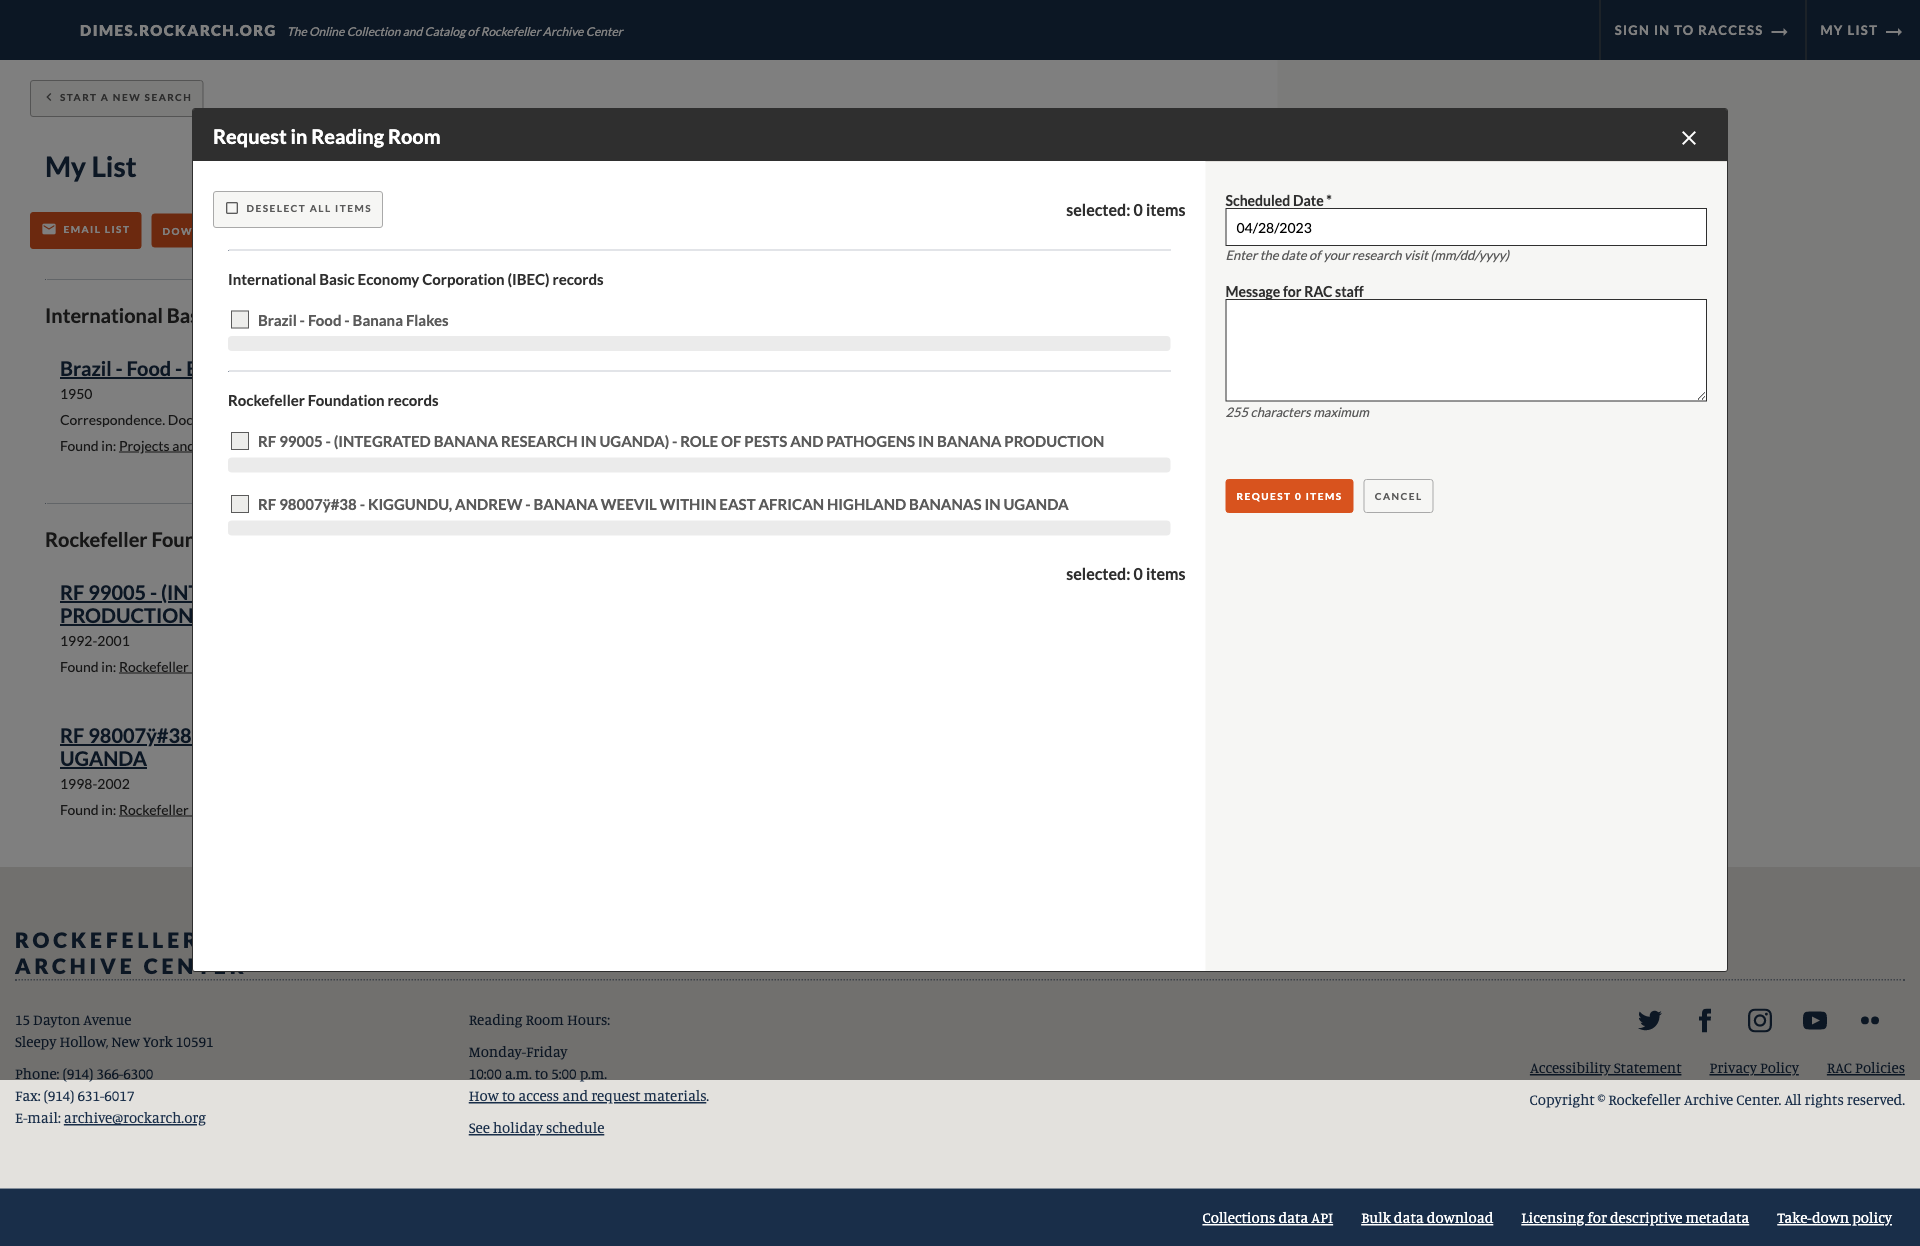 DIMES.ROCKARCH.ORG The Online Collection and Catalog of Rockefeller Archive Center
SIGN IN TO RACCESS
MY LIST
START A NEW SEARCH
My List
EMAIL LIST
DOW
International Ba
Brazil - Food -
1950
Correspondence. Doc
Found in: Projects and
Rockefeller Four
RF 99005 - (INT
PRODUCTION
1992-2001
Found in: Rockefeller
RF 98007ÿ#38
UGANDA
1998-2002
Found in: Rockefeller
Request in Reading Room
DESELECT ALL ITEMS
selected: 0 items
International Basic Economy Corporation (IBEC) records
Brazil - Food - Banana Flakes
Rockefeller Foundation records
RF 99005 - (INTEGRATED BANANA RESEARCH IN UGANDA) - ROLE OF PESTS AND PATHOGENS IN BANANA PRODUCTION
RF 98007ÿ#38 - KIGGUNDU, ANDREW - BANANA WEEVIL WITHIN EAST AFRICAN HIGHLAND BANANAS IN UGANDA
selected: 0 items
Scheduled Date *
04/28/2023
Enter the date of your research visit (mm/dd/yyyy)
Message for RAC staff
255 characters maximum
REQUEST 0 ITEMS
CANCEL
ROCKEFELLER
ARCHIVE CENTER
15 Dayton Avenue
Sleepy Hollow, New York 10591
Phone: (914) 366-6300
Fax: (914) 631-6017
E-mail: archive@rockarch.org
Reading Room Hours:
Monday-Friday
10:00 a.m. to 5:00 p.m.
How to access and request materials.
See holiday schedule
Accessibility Statement
Privacy Policy
RAC Policies
Copyright © Rockefeller Archive Center. All rights reserved.
Collections data API
Bulk data download
Licensing for descriptive metadata
Take-down policy